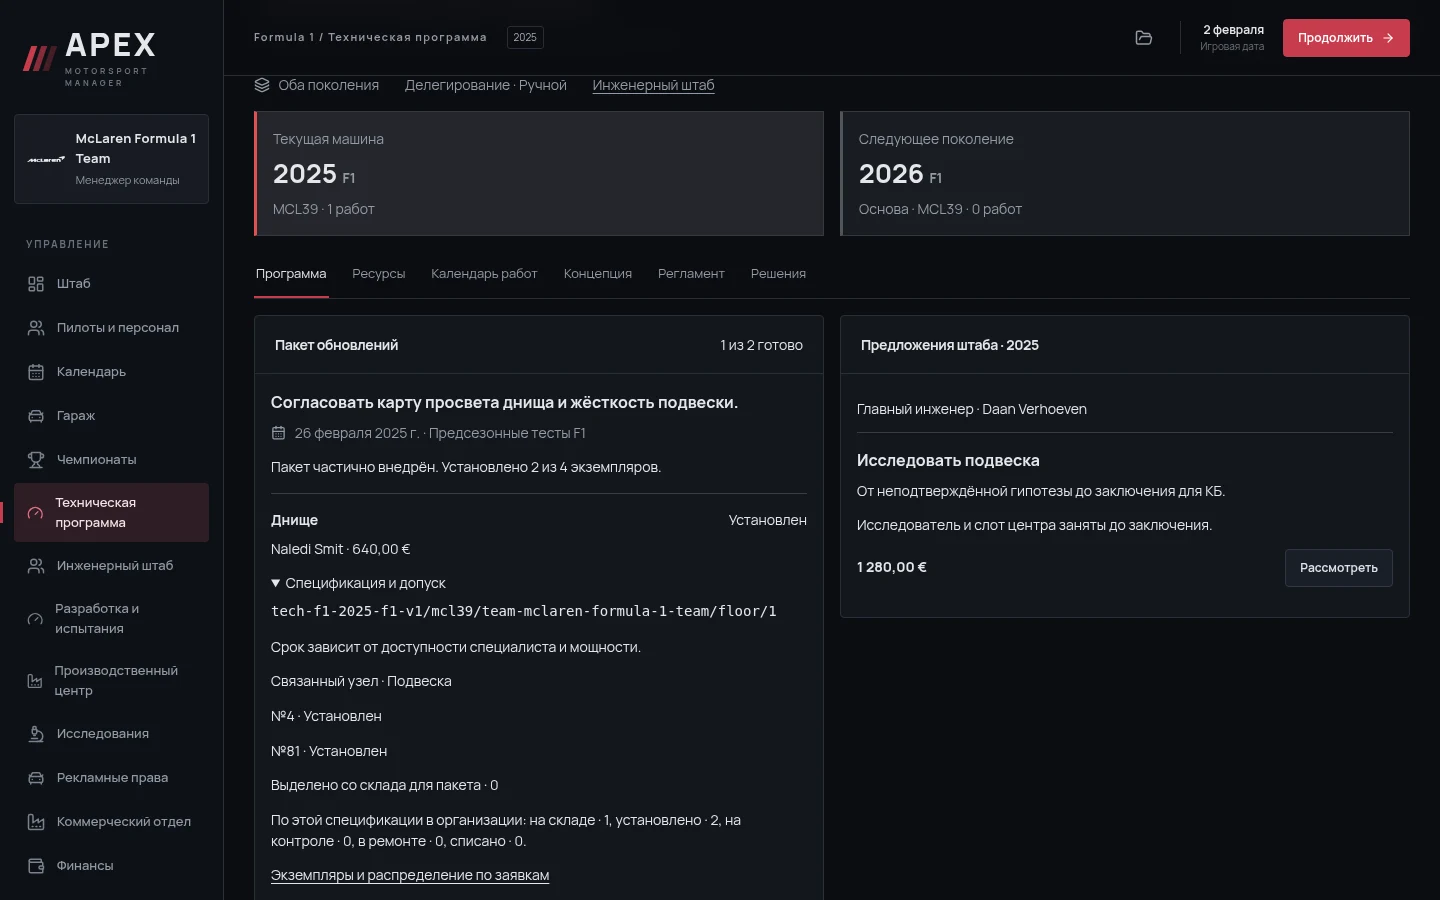 APEX
MOTORSPORT
MANAGER
McLaren Formula 1
Team
Менеджер команды
УПРАВЛЕНИЕ
Штаб
Пилоты и персонал
Календарь
Гараж
Чемпионаты
Техническая
программа
Инженерный штаб
Разработка и
испытания
Производственный
центр
Исследования
Рекламные права
Коммерческий отдел
Финансы
Formula 1 / Техническая программа
2025
2 февраля
Игровая дата
Продолжить
Оба поколения
Делегирование · Ручной
Инженерный штаб
Текущая машина
2025 F1
MCL39 · 1 работ
Следующее поколение
2026 F1
Основа · MCL39 · 0 работ
Программа
Ресурсы
Календарь работ
Концепция
Регламент
Решения
Пакет обновлений
1 из 2 готово
Согласовать карту просвета днища и жёсткость подвески.
26 февраля 2025 г. · Предсезонные тесты F1
Пакет частично внедрён. Установлено 2 из 4 экземпляров.
Днище
Установлен
Naledi Smit · 640,00 €
▼ Спецификация и допуск
tech-f1-2025-f1-v1/mcl39/team-mclaren-formula-1-team/floor/1
Срок зависит от доступности специалиста и мощности.
Связанный узел · Подвеска
№4 · Установлен
№81 · Установлен
Выделено со склада для пакета · 0
По этой спецификации в организации: на складе · 1, установлено · 2, на
контроле · 0, в ремонте · 0, списано · 0.
Экземпляры и распределение по заявкам
Предложения штаба · 2025
Главный инженер · Daan Verhoeven
Исследовать подвеска
От неподтверждённой гипотезы до заключения для КБ.
Исследователь и слот центра заняты до заключения.
1 280,00 €
Рассмотреть